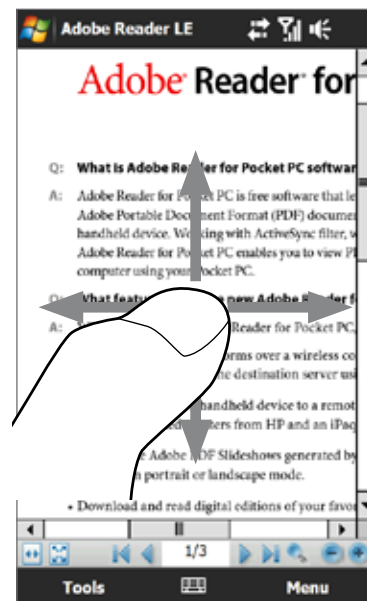 Adobe Reader LE
Adobe Reader for
Q: What is Adobe Reader for Pocket PC softwar
A: Adobe Reader for Pocket PC is free software that le
Adobe Portable Document Format (PDF) documen
handheld device. Working with ActiveSync filter, w
Adobe Reader for Pocket PC enables you to view P
computer using your Pocket PC.
Q: What featu new Adobe Reader f
A: Reader for Pocket PC,
orms over a wireless co
he destination server usi
handheld device to a remot
ters from HP and an iPaq
Adobe PDF Slideshows generated by
portrait or landscape mode.
• Download and read digital editions of your favor
1/3
Tools Menu